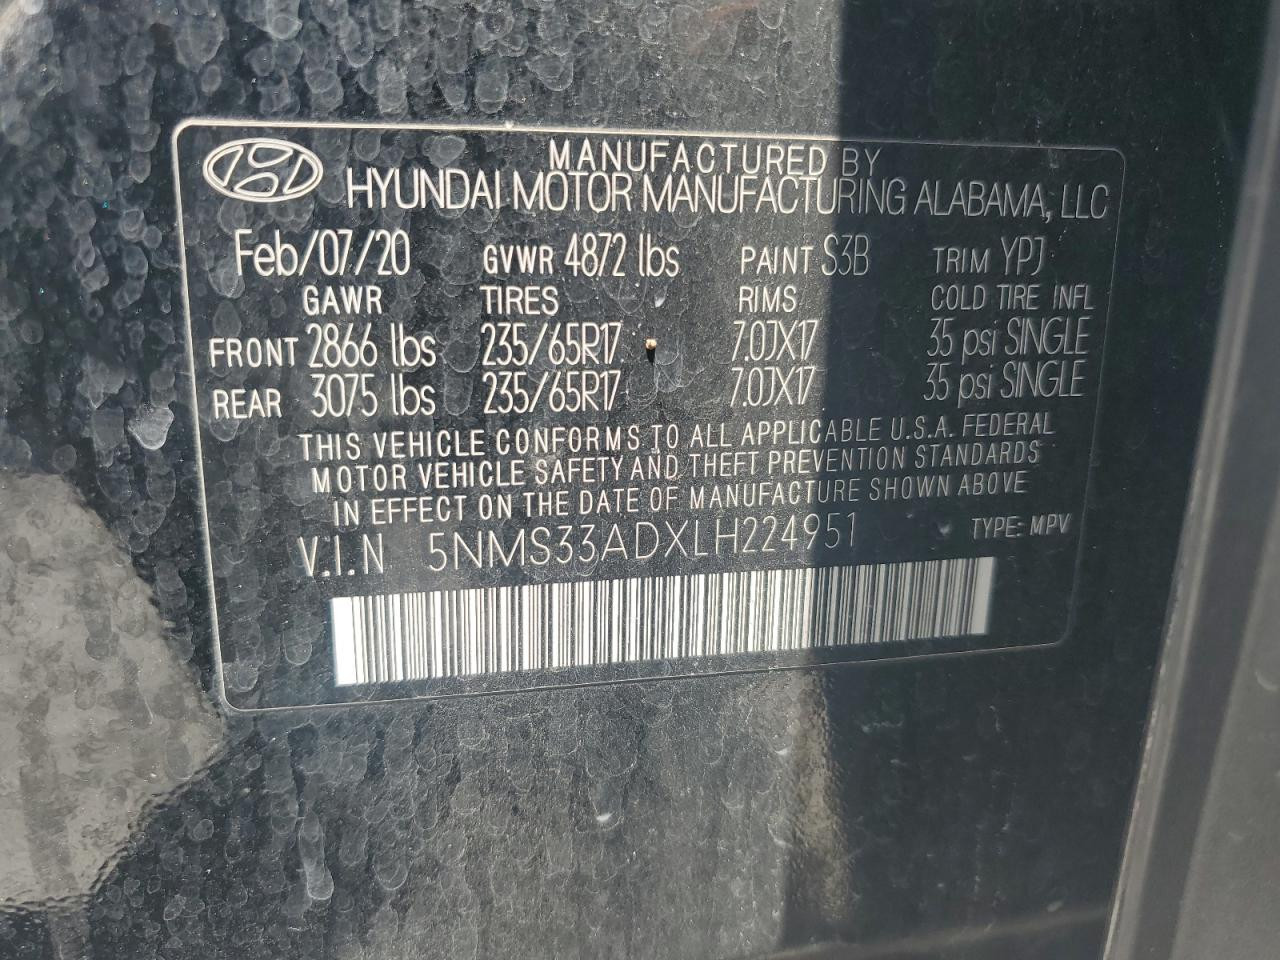 MANUFACTURED BY
HYUNDAI MOTOR MANUFACTURING ALABAMA, LLC
Feb/07/20 GVWR 4872 lbs PAINT S3B TRIM YPJ
GAWR TIRES RIMS COLD TIRE INFL
FRONT 2866 lbs 235/65R17 7.0JX17 35 psi SINGLE
REAR 3075 lbs 235/65R17 7.0JX17 35 psi SINGLE
THIS VEHICLE CONFORMS TO ALL APPLICABLE U.S.A. FEDERAL
MOTOR VEHICLE SAFETY AND THEFT PREVENTION STANDARDS
IN EFFECT ON THE DATE OF MANUFACTURE SHOWN ABOVE
V.I.N 5NMS33ADXLH224951 TYPE: MPV